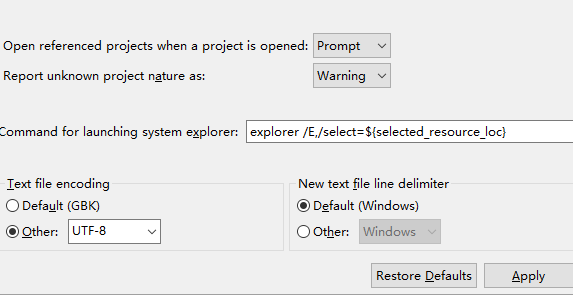 Open referenced projects when a project is opened: Prompt
Report unknown project nature as: Warning
Command for launching system explorer: explorer /E,/select=${selected_resource_loc}
Text file encoding
Default (GBK)
Other: UTF-8
New text file line delimiter
Default (Windows)
Other: Windows
Restore Defaults
Apply